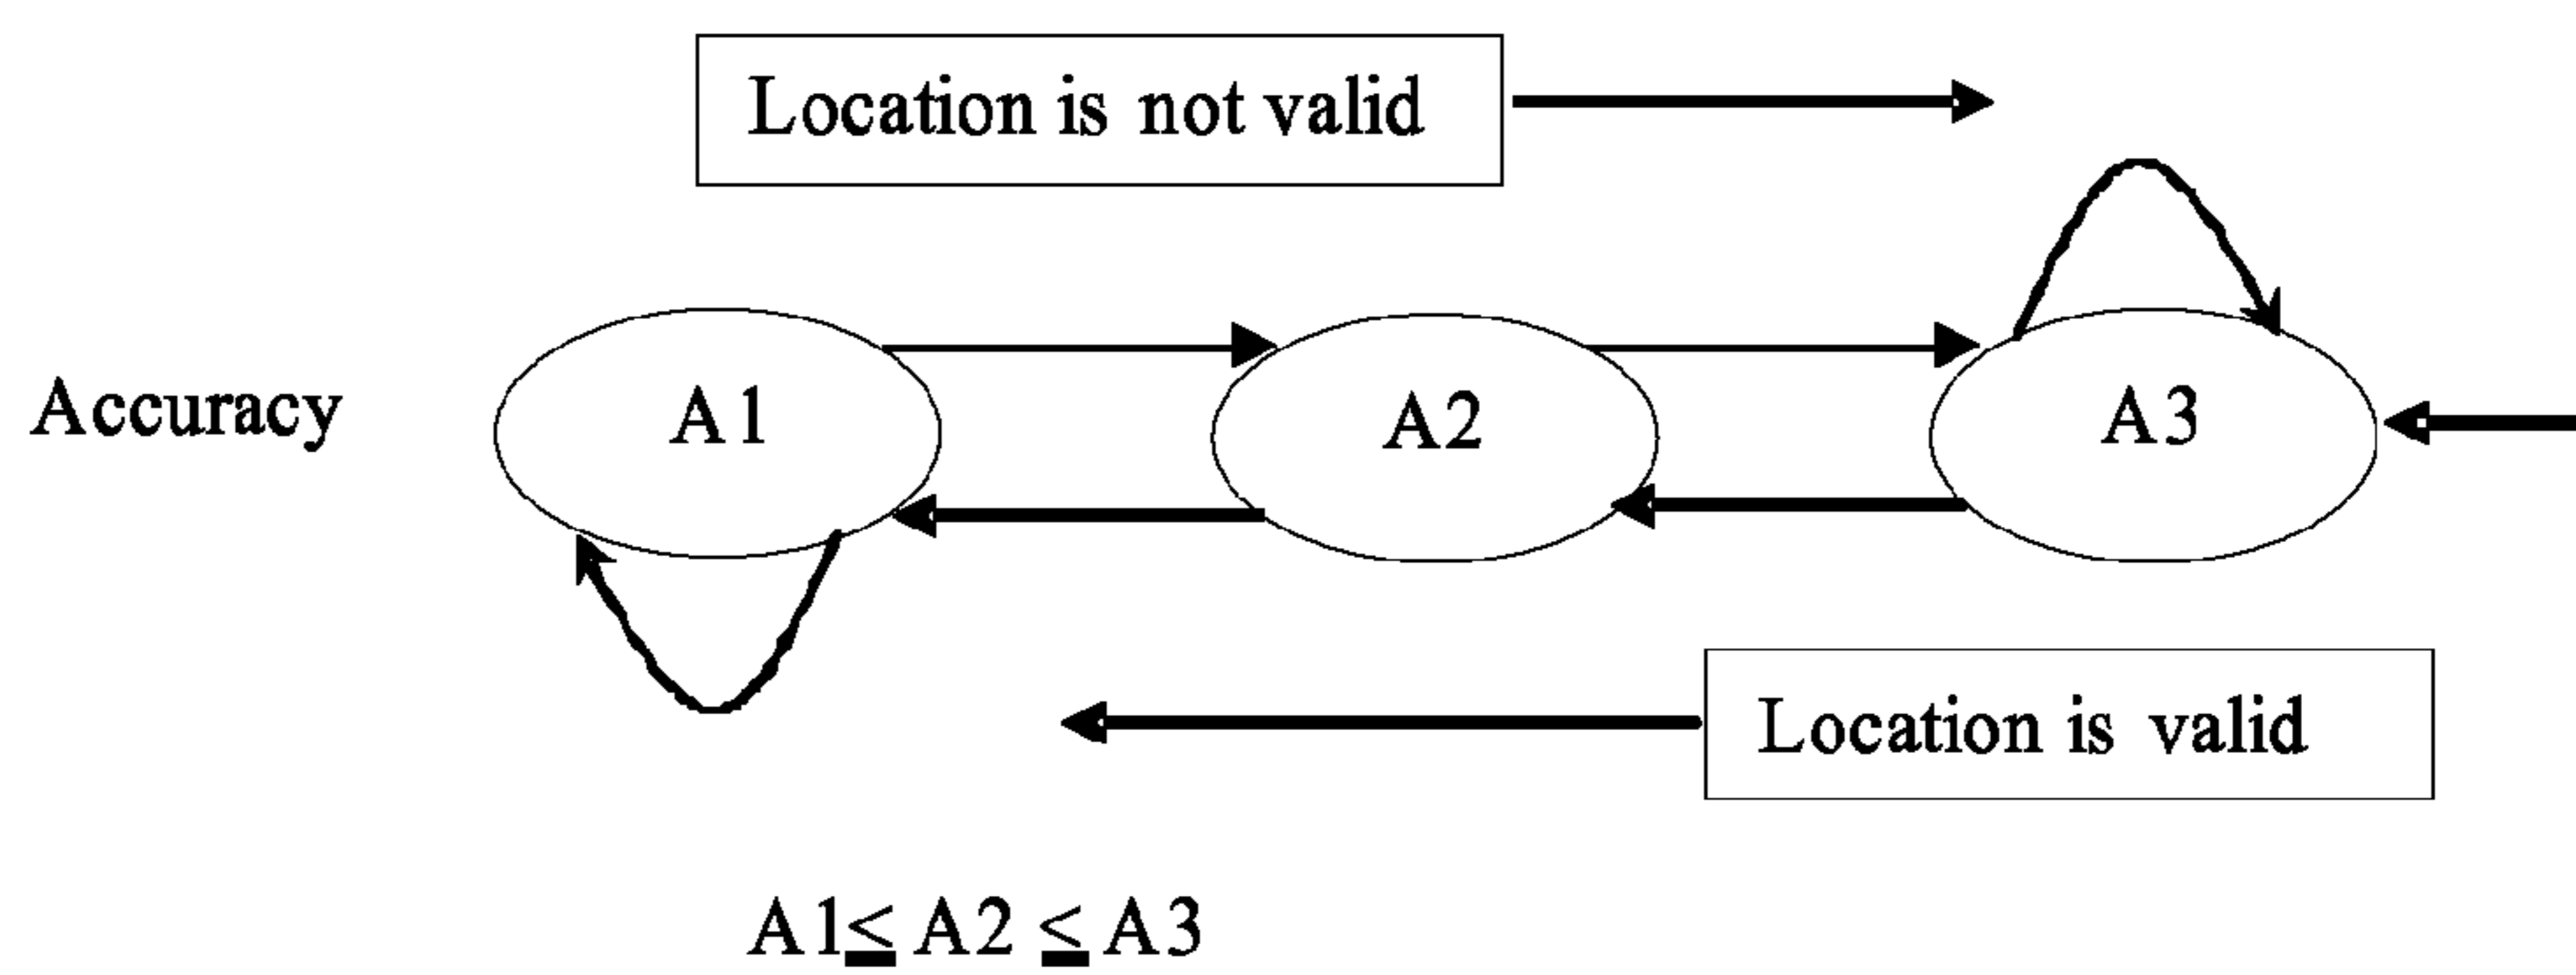 Location is not valid
Accuracy
A1
A2
A3
Location is valid
A1≤ A2 ≤ A3